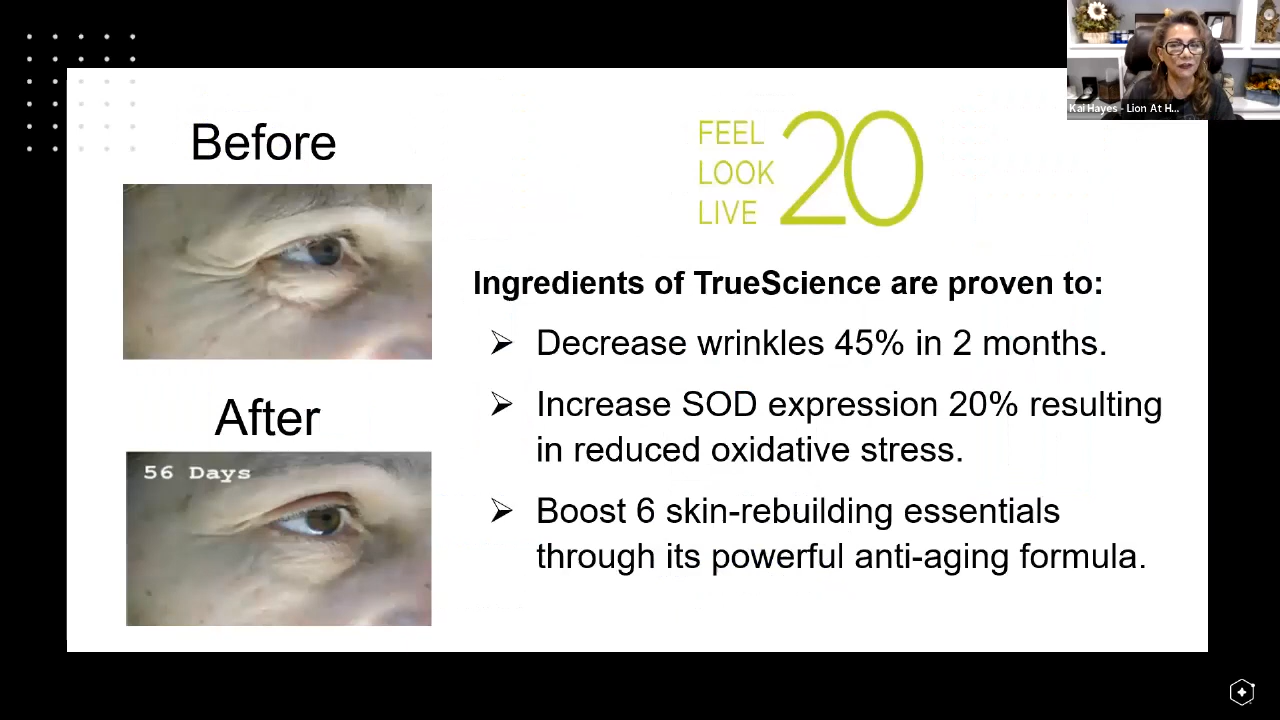 Kai Hayes - Lion At H...
Before
FEEL
LOOK
LIVE
20
Ingredients of TrueScience are proven to:
Decrease wrinkles 45% in 2 months.
Increase SOD expression 20% resulting
in reduced oxidative stress.
Boost 6 skin-rebuilding essentials
through its powerful anti-aging formula.
After
56 Days